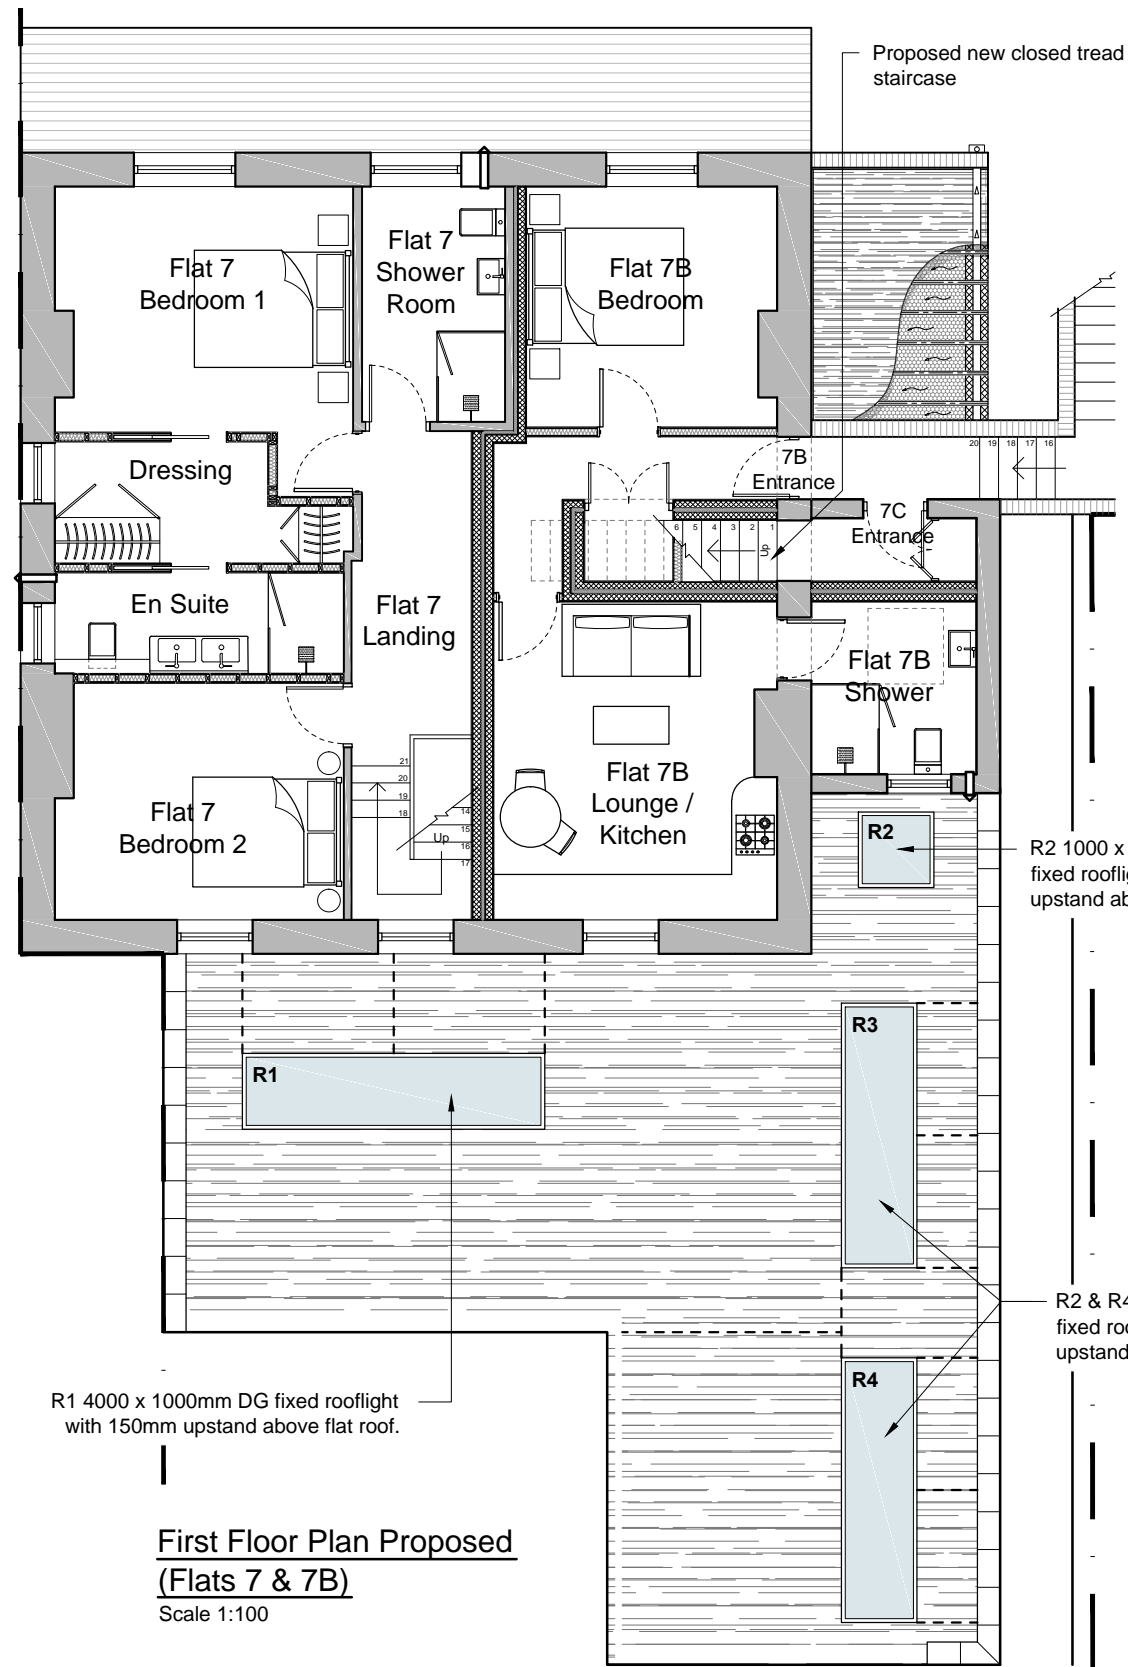 Proposed new closed tread
staircase
Flat 7
Bedroom 1
Flat 7
Shower
Room
Flat 7B
Bedroom
Dressing
7B
Entrance
20 19 18 17 16
7C
Entrance
6 5 4 3 2 1
Up
En Suite
Flat 7
Landing
Flat 7B
Shower
21
20
19
18
14
15
16
17
Up
Flat 7B
Lounge /
Kitchen
Flat 7
Bedroom 2
R2
R2 1000 x
fixed rooflig
upstand ab
R3
R1
R2 & R4
fixed roo
upstand
R4
R1 4000 x 1000mm DG fixed rooflight
with 150mm upstand above flat roof.
First Floor Plan Proposed
(Flats 7 & 7B)
Scale 1:100